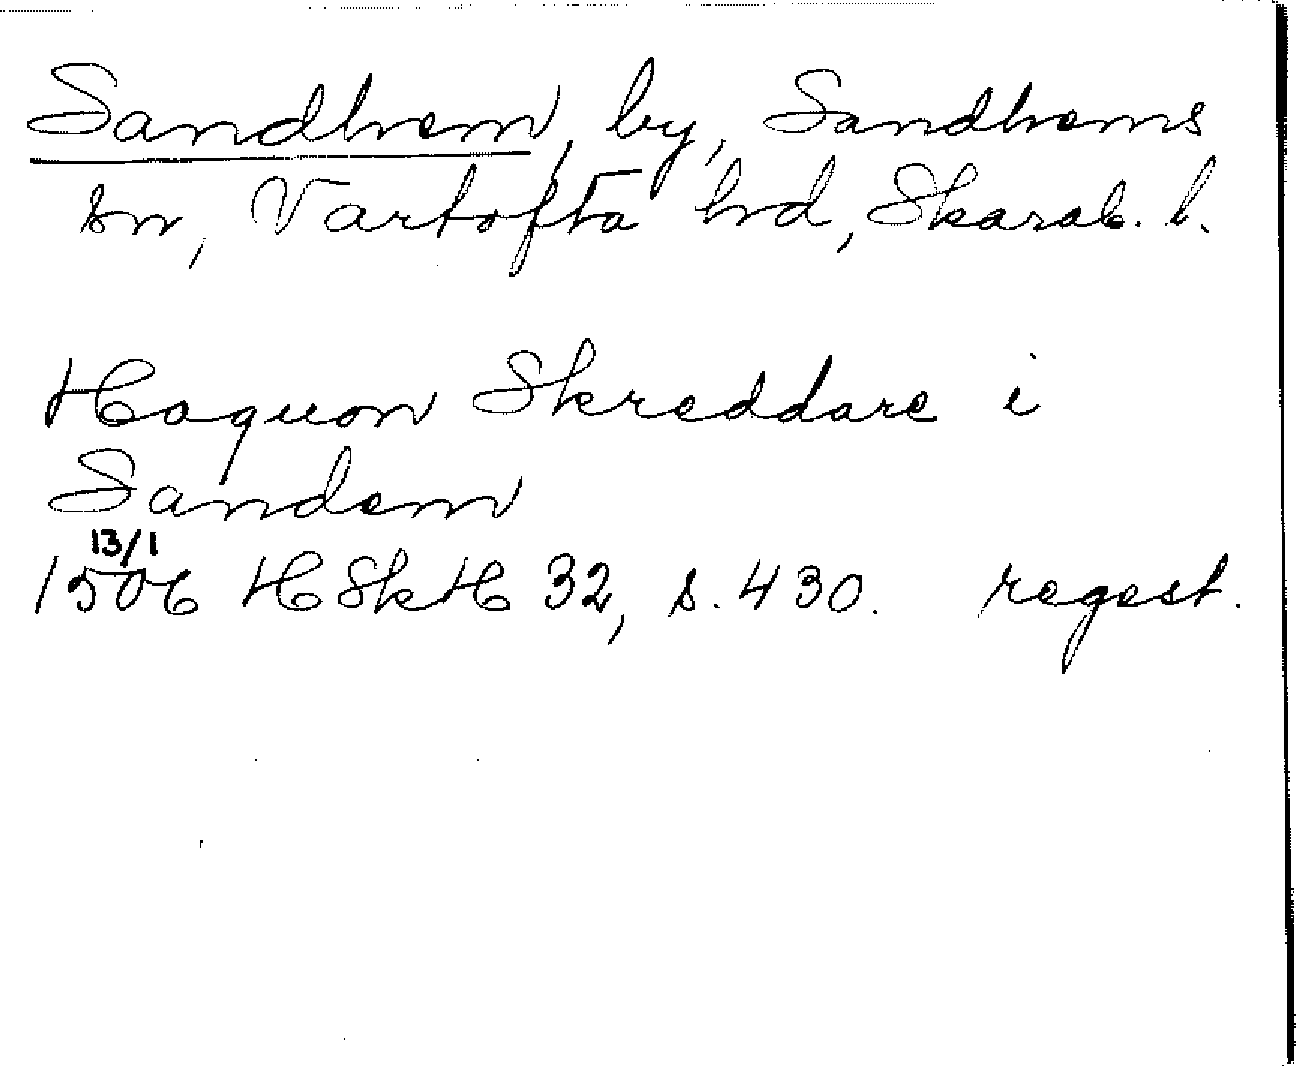 Sandhem, by, Sandhems
sn, Vartofta hd, Skarab. l.
Haquon Skreddare i
Sandem
13/1
1506 HSkH 32, s. 430. regest.